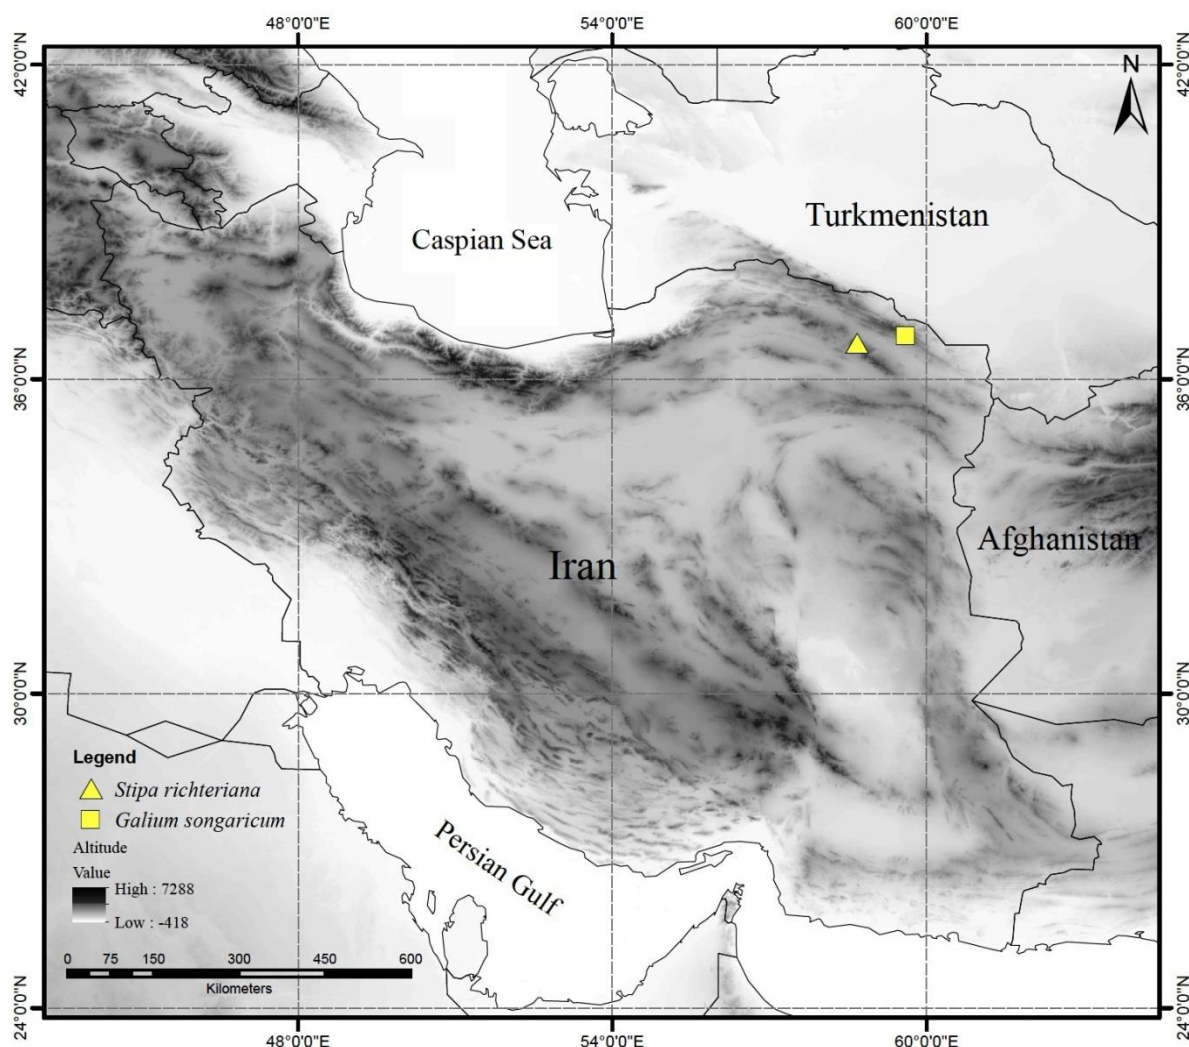 48°0'0"E 54°0'0"E 60°0'0"E
42°0'0"N 42°0'0"N
N
Turkmenistan
Caspian Sea
36°0'0"N 36°0'0"N
Afghanistan
Iran
30°0'0"N 30°0'0"N
Legend
Stipa richteriana
Galium songaricum
Altitude
Value
High : 7288
Low : -418
Persian Gulf
0 75 150 300 450 600
Kilometers
24°0'0"N 24°0'0"N
48°0'0"E 54°0'0"E 60°0'0"E